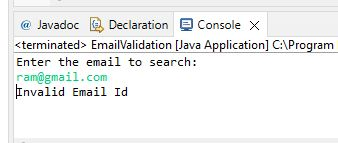 @ Javadoc Declaration Console
<terminated> EmailValidation [Java Application] C:\Program
Enter the email to search:
ram@gmail.com
Invalid Email Id